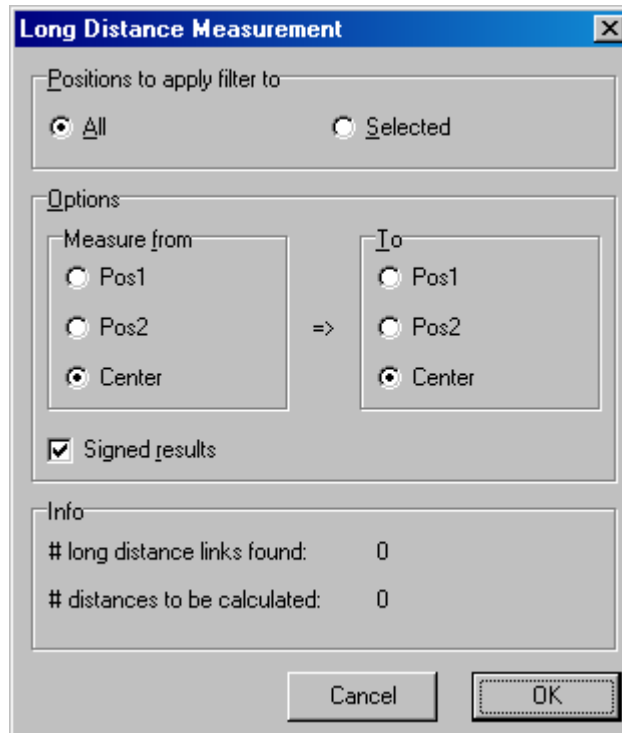 Long Distance Measurement
Positions to apply filter to
All Selected
Options
Measure from To
Pos1 Pos1
Pos2 => Pos2
Center Center
Signed results
Info
# long distance links found: 0
# distances to be calculated: 0
Cancel OK